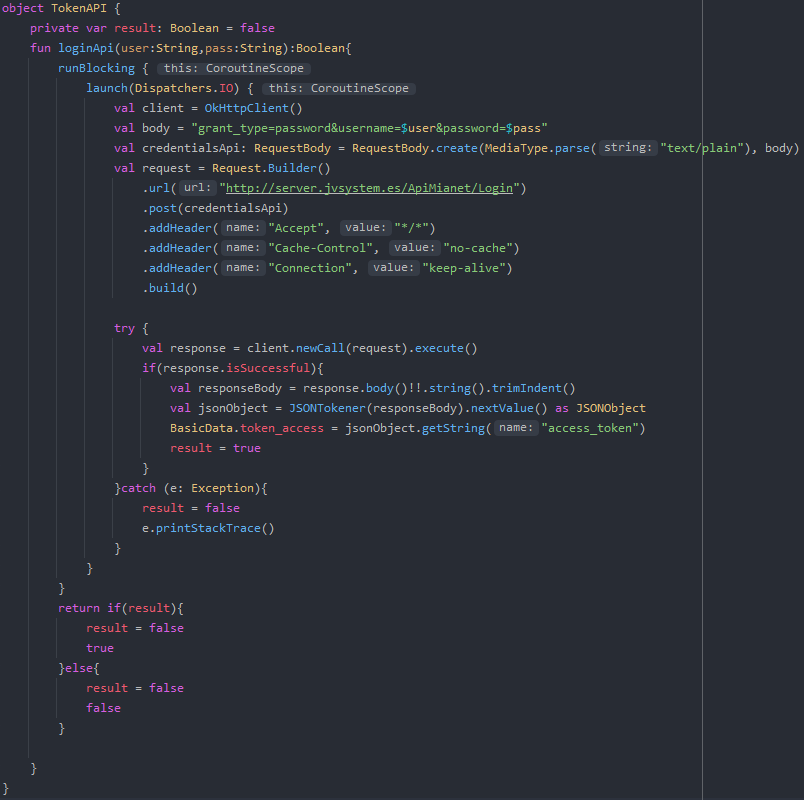 object TokenAPI {
    private var result: Boolean = false
    fun loginApi(user:String,pass:String):Boolean{
        runBlocking { this: CoroutineScope
            launch(Dispatchers.IO) { this: CoroutineScope
                val client = OkHttpClient()
                val body = "grant_type=password&username=$user&password=$pass"
                val credentialsApi: RequestBody = RequestBody.create(MediaType.parse( string: "text/plain"), body)
                val request = Request.Builder()
                    .url( url: "http://server.jvsystem.es/ApiMianet/Login")
                    .post(credentialsApi)
                    .addHeader( name: "Accept", value: "*/*")
                    .addHeader( name: "Cache-Control", value: "no-cache")
                    .addHeader( name: "Connection", value: "keep-alive")
                    .build()

                try {
                    val response = client.newCall(request).execute()
                    if(response.isSuccessful){
                        val responseBody = response.body()!!.string().trimIndent()
                        val jsonObject = JSONTokener(responseBody).nextValue() as JSONObject
                        BasicData.token_access = jsonObject.getString( name: "access_token")
                        result = true
                    }
                }catch (e: Exception){
                    result = false
                    e.printStackTrace()
                }
            }
        }
        return if(result){
            result = false
            true
        }else{
            result = false
            false
        }

    }
}